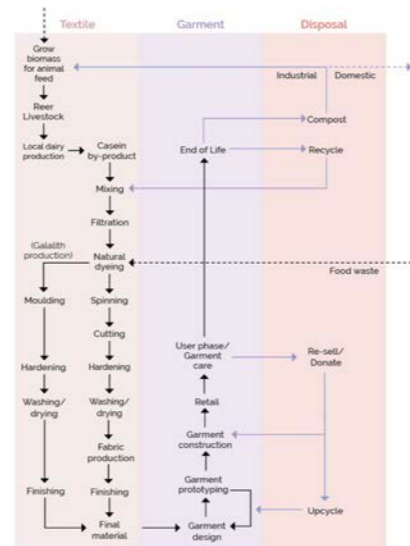 Textile
Garment
Disposal
Grow
biomass
for animal
feed
Industrial
Domestic
Reer
Livestock
Compost
Local dairy
production
Casein
by-product
End of Life
Recycle
Mixing
Filtration
(Galalith
production)
Natural
dyeing
Food waste
Moulding
Spinning
Cutting
User phase/
Garment
care
Re-sell/
Donate
Hardening
Hardening
Retail
Washing/
drying
Washing/
drying
Garment
construction
Fabric
production
Garment
prototyping
Finishing
Finishing
Upcycle
Final
material
Garment
design